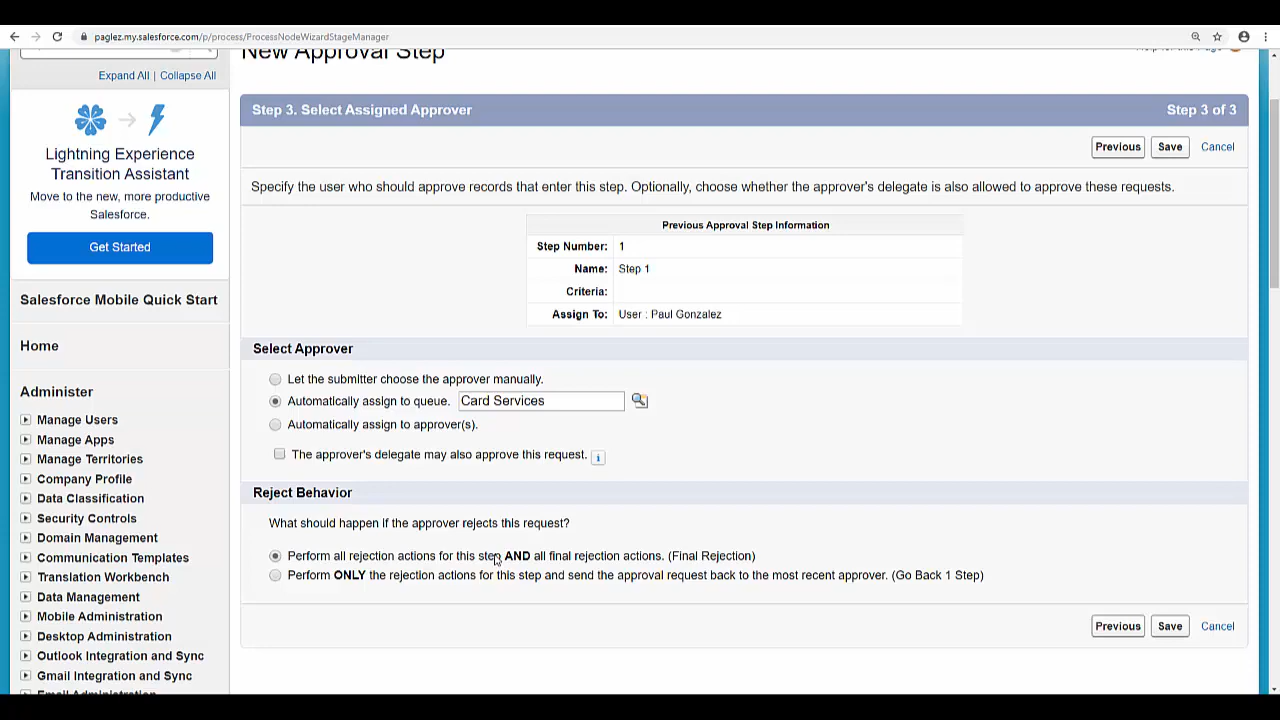 paglez.my.salesforce.com/p/process/ProcessNodeWizardStageManager
New Approval Step
Expand All | Collapse All
Lightning Experience
Transition Assistant
Move to the new, more productive
Salesforce.
Get Started
Salesforce Mobile Quick Start
Home
Administer
Manage Users
Manage Apps
Manage Territories
Company Profile
Data Classification
Security Controls
Domain Management
Communication Templates
Translation Workbench
Data Management
Mobile Administration
Desktop Administration
Outlook Integration and Sync
Gmail Integration and Sync
Email Administration
Step 3. Select Assigned Approver
Step 3 of 3
Previous Save Cancel
Specify the user who should approve records that enter this step. Optionally, choose whether the approver's delegate is also allowed to approve these requests.
Previous Approval Step Information
Step Number: 1
Name: Step 1
Criteria:
Assign To: User : Paul Gonzalez
Select Approver
Let the submitter choose the approver manually.
Automatically assign to queue. Card Services
Automatically assign to approver(s).
The approver's delegate may also approve this request. i
Reject Behavior
What should happen if the approver rejects this request?
Perform all rejection actions for this step AND all final rejection actions. (Final Rejection)
Perform ONLY the rejection actions for this step and send the approval request back to the most recent approver. (Go Back 1 Step)
Previous Save Cancel